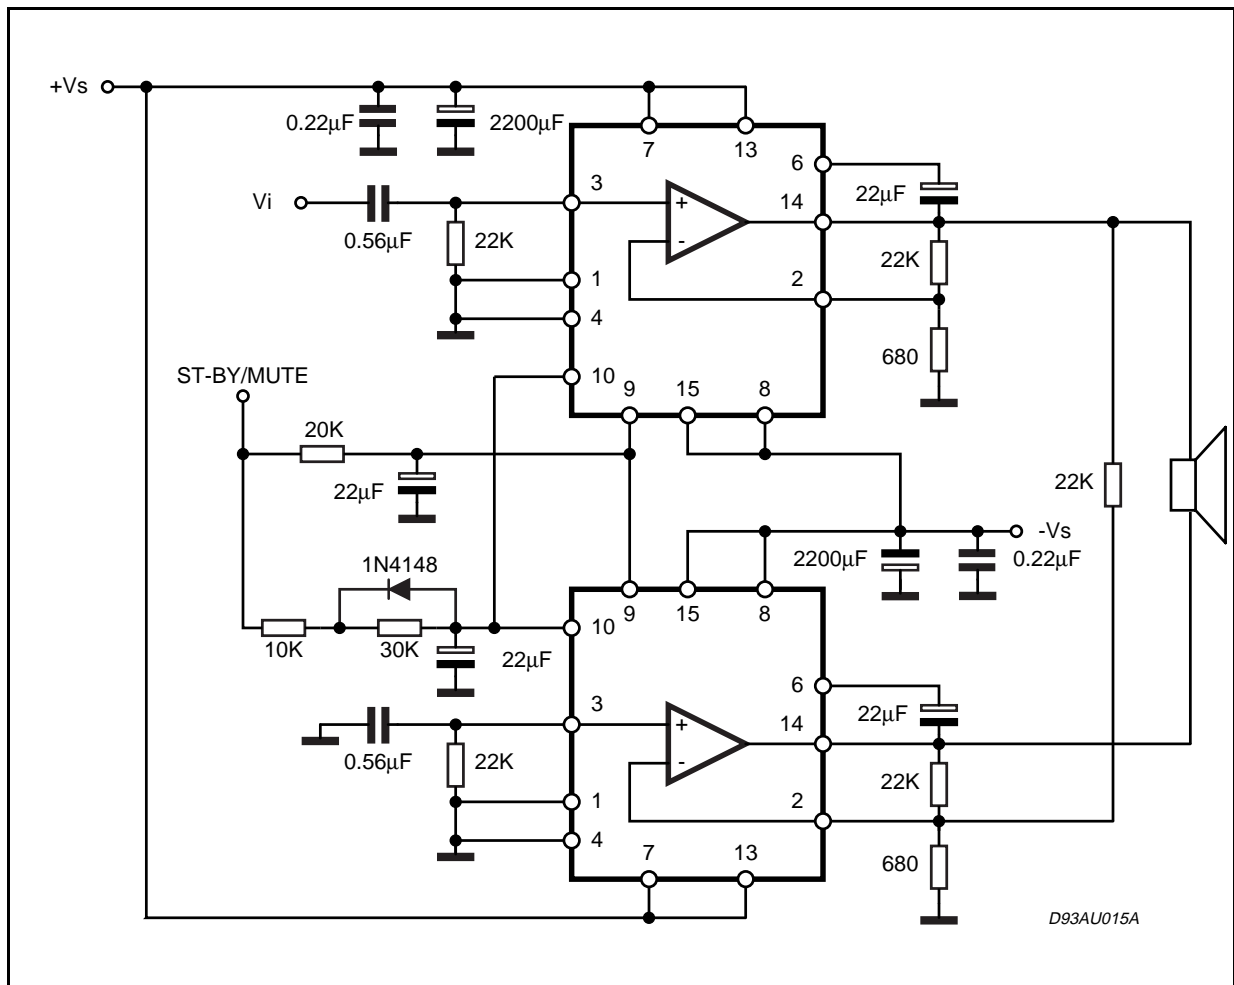 +Vs
0.22µF
2200µF
7
13
6
22µF
3
Vi
+
14
0.56µF
22K
-
22K
1
2
4
680
ST-BY/MUTE
10
9
15
8
20K
22µF
22K
-Vs
2200µF
0.22µF
1N4148
9
15
8
10
10K
30K
22µF
6
22µF
3
+
14
0.56µF
22K
-
22K
1
2
4
7
13
680
D93AU015A